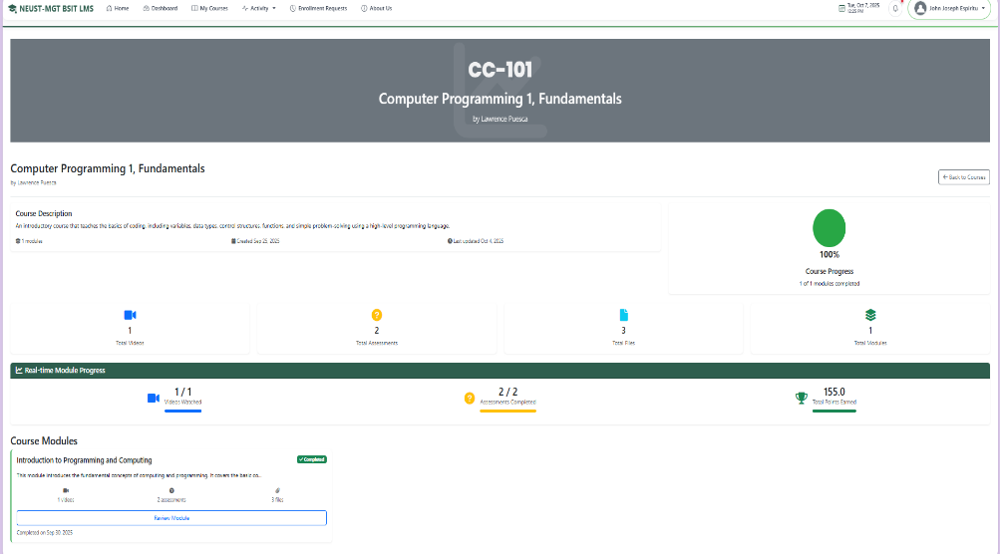 NEUST-MGT BSIT LMS
Home
Dashboard
My Courses
Activity
Enrollment Requests
About Us
Tue, Oct 7, 2025
12:25 PM
John Joseph Espiritu
CC-101
Computer Programming 1, Fundamentals
by Lawrence Puesca
Computer Programming 1, Fundamentals
by Lawrence Puesca
Back to Courses
Course Description
An introductory course that teaches the basics of coding, including variables, data types, control structures, functions, and simple problem-solving using a high-level programming language.
1 modules
Created Sep 25, 2025
Last updated Oct 4, 2025
100%
Course Progress
1 of 1 modules completed
1
Total Videos
2
Total Assessments
3
Total Files
1
Total Modules
Real-time Module Progress
1 / 1
Videos Watched
2 / 2
Assessments Completed
155.0
Total Points Earned
Course Modules
Introduction to Programming and Computing
Completed
This module introduces the fundamental concepts of computing and programming. It covers the basic co...
1 videos
2 assessments
3 files
Review Module
Completed on Sep 30, 2025